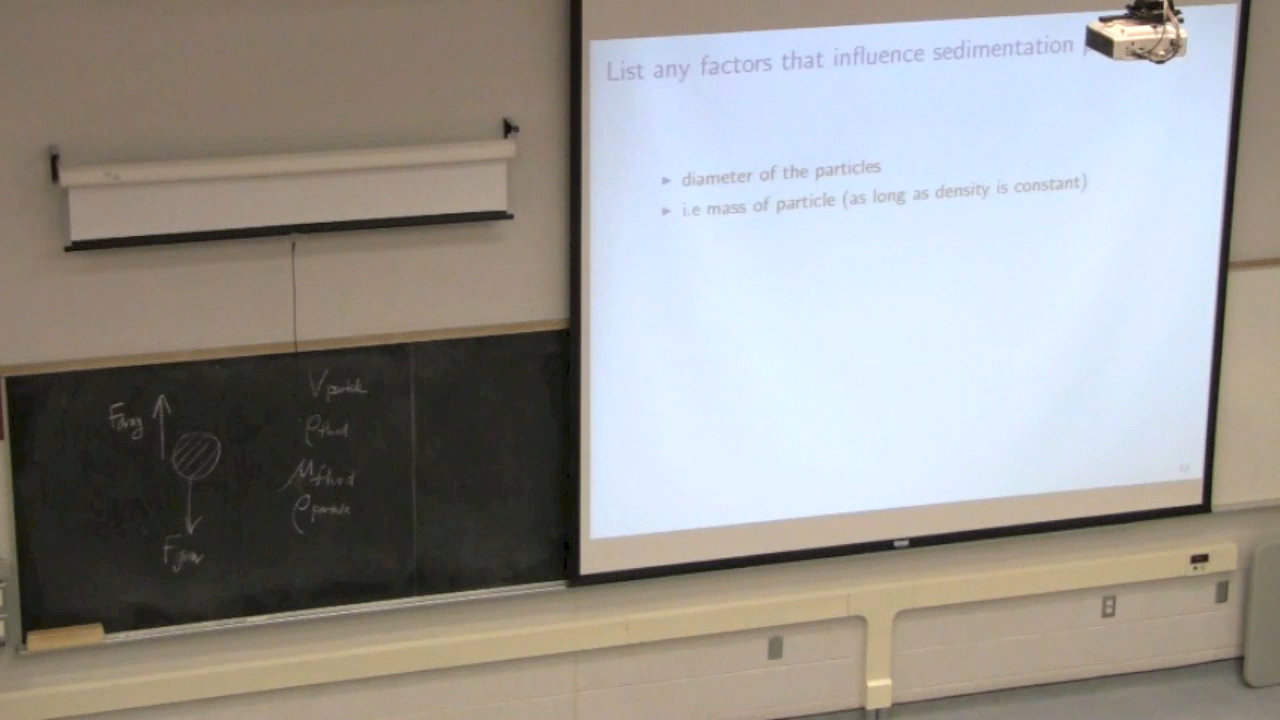 List any factors that influence sedimentation
▶ diameter of the particles
▶ i.e mass of particle (as long as density is constant)
Fdrag
Fgrav
Vparticle
ρfluid
μfluid
ρparticle